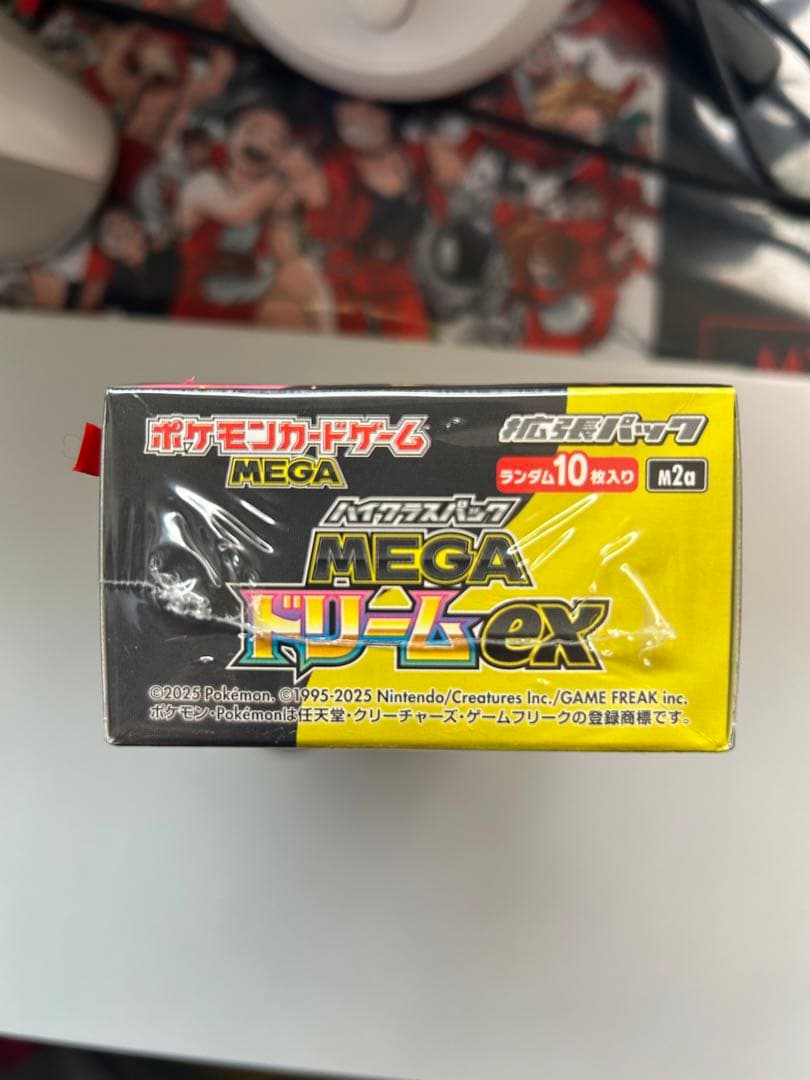 ポケモンカードゲーム
MEGA
拡張パック
ランダム10枚入り M2a
ハイクラスパック
MEGA
ドリームex
©2025 Pokémon. ©1995-2025 Nintendo/Creatures Inc./GAME FREAK inc.
ポケモン・Pokémonは任天堂・クリーチャーズ・ゲームフリークの登録商標です。